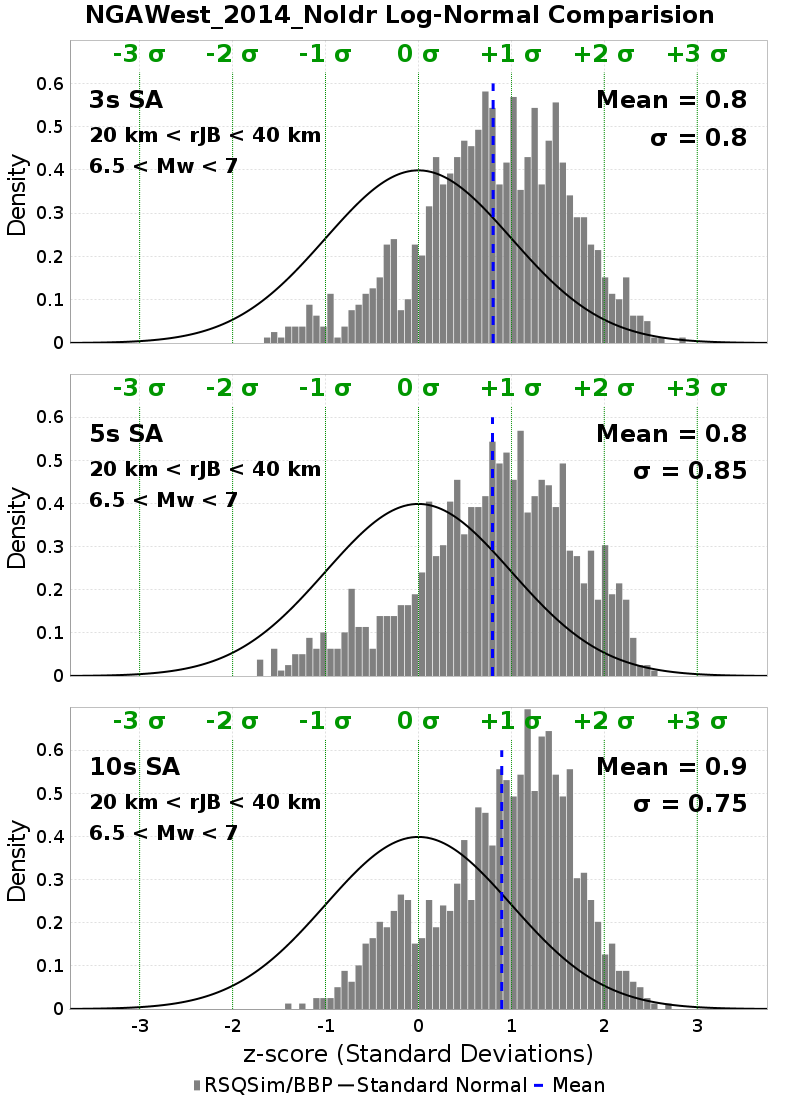 NGAWest_2014_NoIdr Log-Normal Comparision
-3 σ -2 σ -1 σ 0 σ +1 σ +2 σ +3 σ
3s SA
20 km < rJB < 40 km
6.5 < Mw < 7
Mean = 0.8
σ = 0.8
Density
0.6
0.5
0.4
0.3
0.2
0.1
0
-3 σ -2 σ -1 σ 0 σ +1 σ +2 σ +3 σ
5s SA
20 km < rJB < 40 km
6.5 < Mw < 7
Mean = 0.8
σ = 0.85
Density
0.6
0.5
0.4
0.3
0.2
0.1
0
-3 σ -2 σ -1 σ 0 σ +1 σ +2 σ +3 σ
10s SA
20 km < rJB < 40 km
6.5 < Mw < 7
Mean = 0.9
σ = 0.75
Density
0.6
0.5
0.4
0.3
0.2
0.1
0
-3 -2 -1 0 1 2 3
z-score (Standard Deviations)
RSQSim/BBP Standard Normal Mean